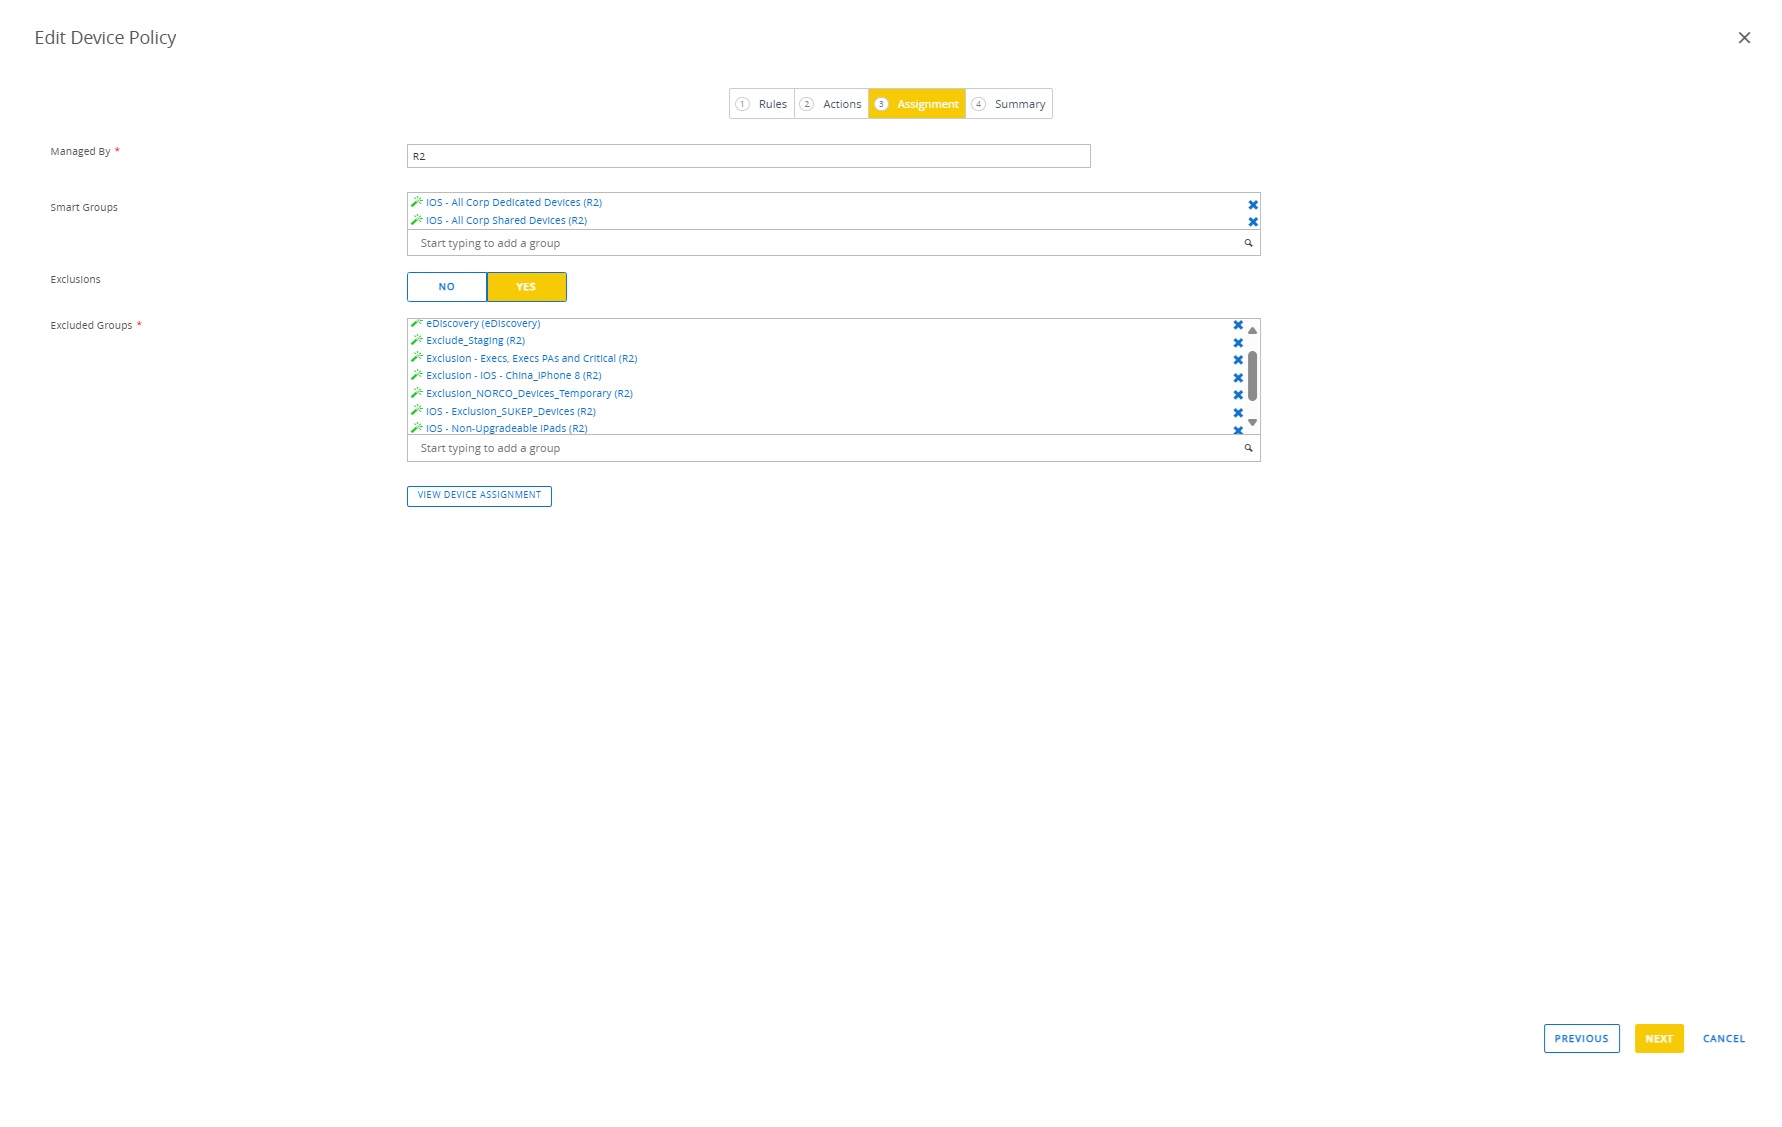 Edit Device Policy
1 Rules 2 Actions 3 Assignment 4 Summary
Managed By *
R2
Smart Groups
iOS - All Corp Dedicated Devices (R2)
iOS - All Corp Shared Devices (R2)
Start typing to add a group
Exclusions
NO YES
Excluded Groups *
eDiscovery (eDiscovery)
Exclude_Staging (R2)
Exclusion - Execs, Execs PAs and Critical (R2)
Exclusion - iOS - China_iPhone 8 (R2)
Exclusion_NORCO_Devices_Temporary (R2)
iOS - Exclusion_SUKEP_Devices (R2)
iOS - Non-Upgradeable iPads (R2)
Start typing to add a group
VIEW DEVICE ASSIGNMENT
PREVIOUS NEXT CANCEL